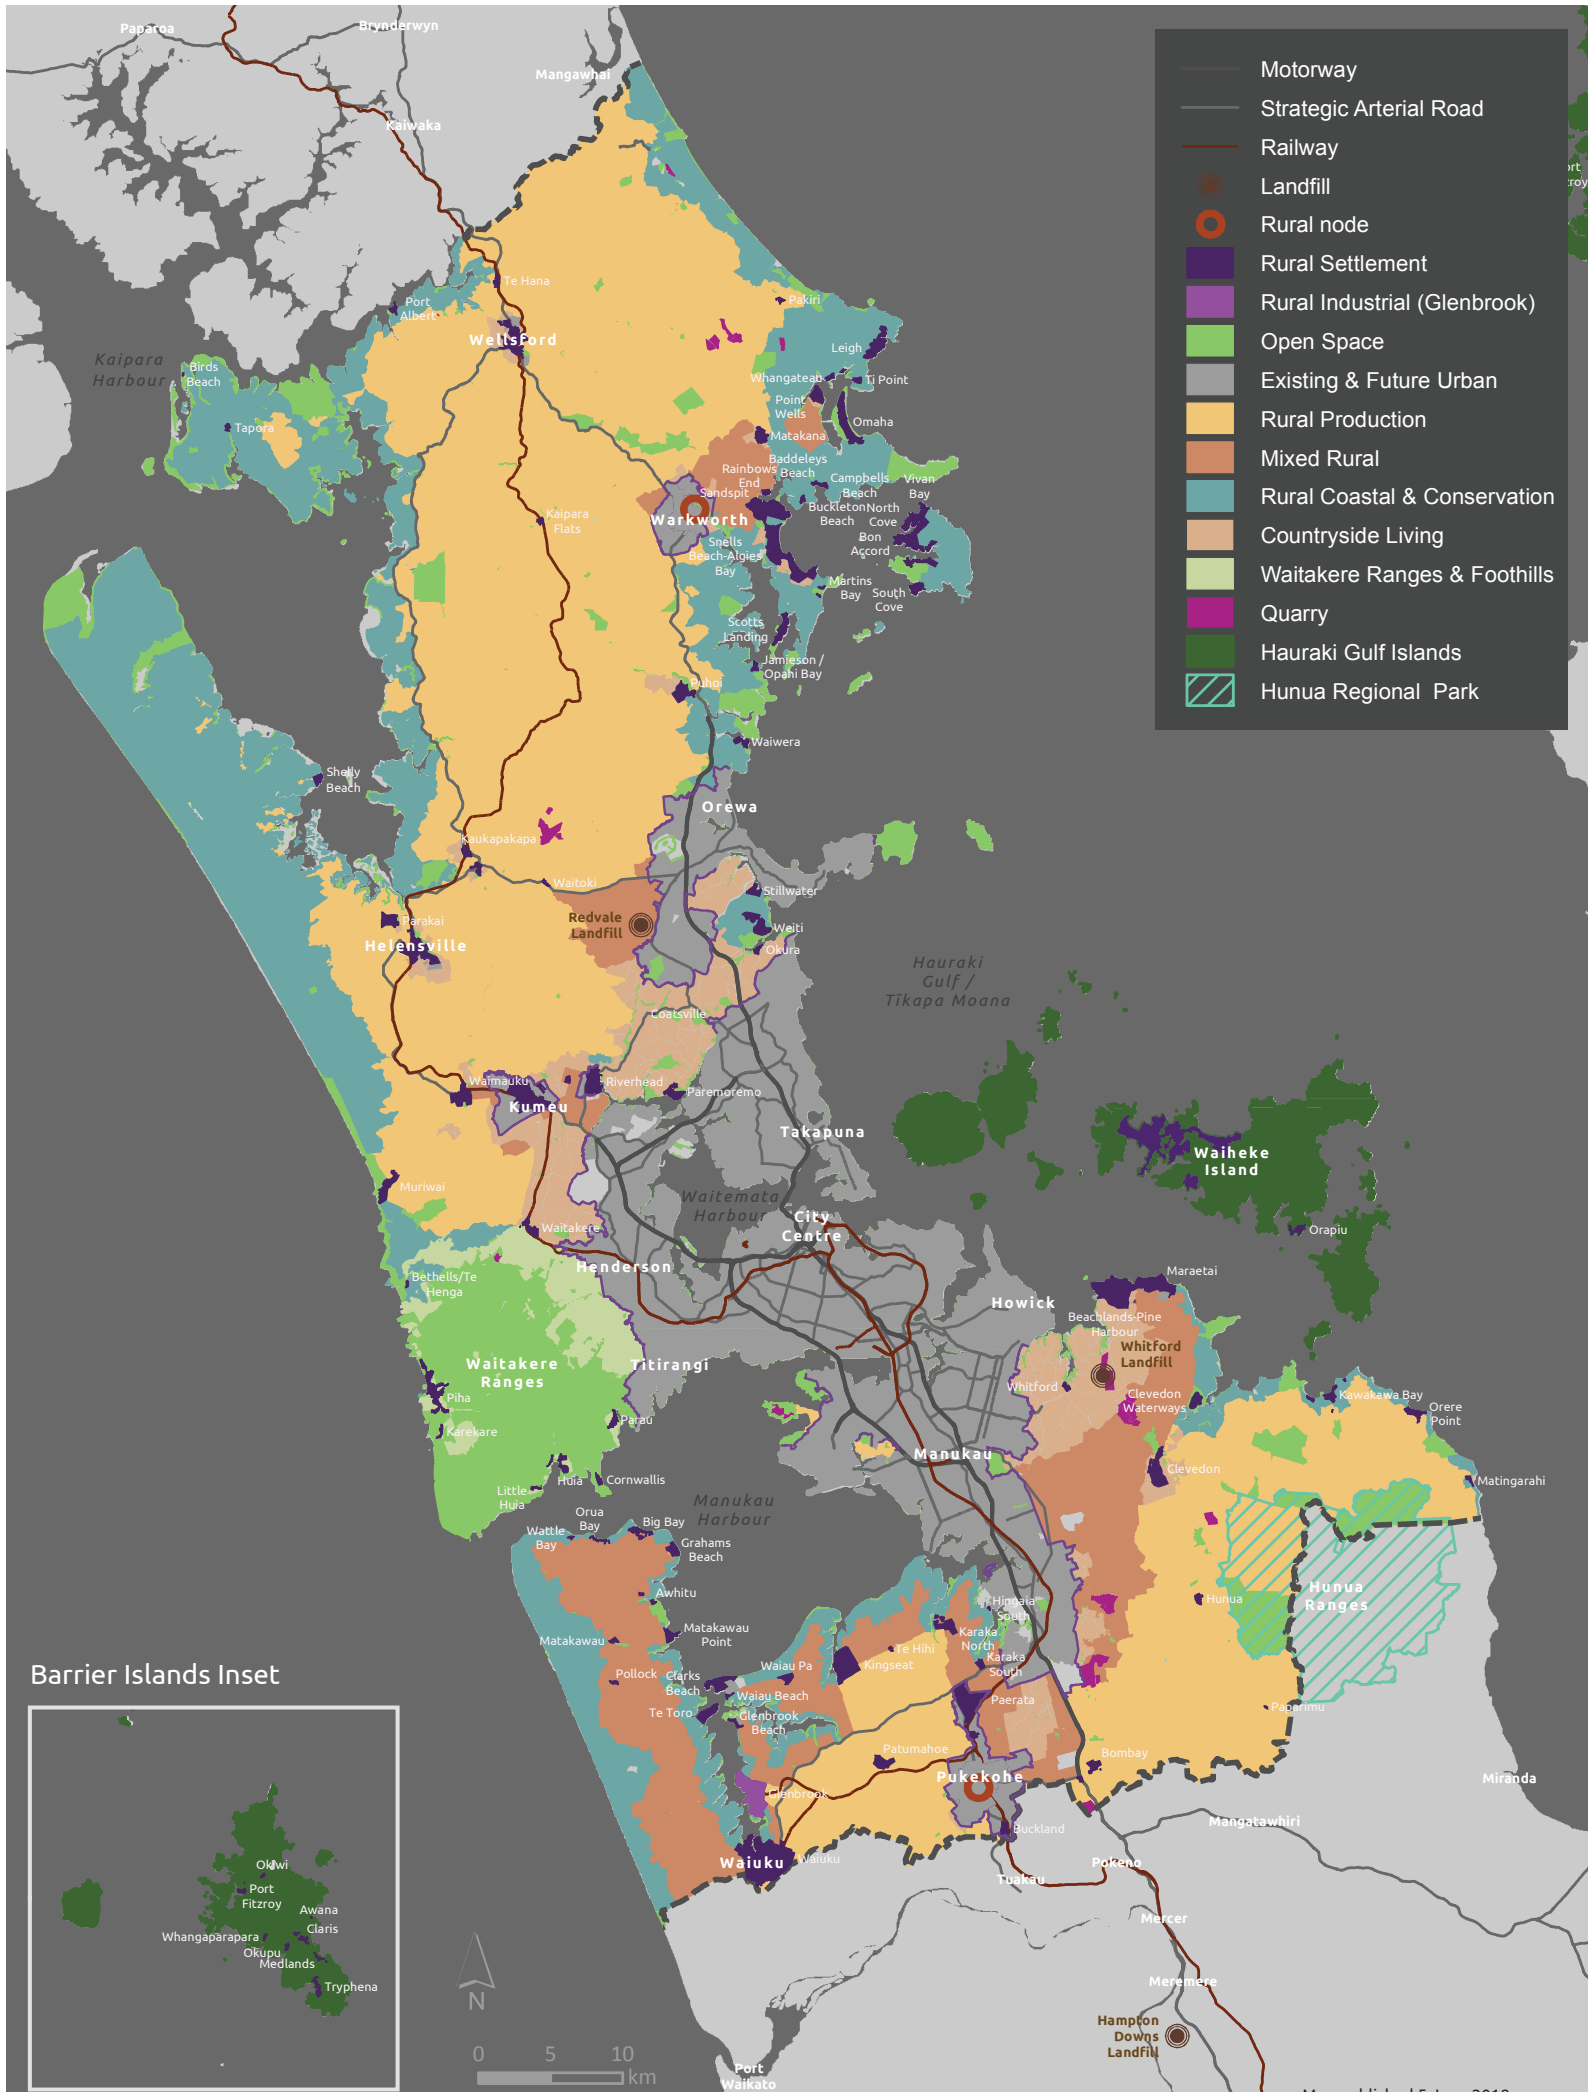 Paparoa
Brynderwyn
Mangawhai
Kaiwaka
Motorway
Strategic Arterial Road
Railway
Landfill
Rural node
Rural Settlement
Rural Industrial (Glenbrook)
Open Space
Existing & Future Urban
Rural Production
Mixed Rural
Rural Coastal & Conservation
Countryside Living
Waitakere Ranges & Foothills
Quarry
Hauraki Gulf Islands
Hunua Regional Park
Te Hana
Port
Albert
Pakiri
Wellsford
Leigh
Kaipara
Harbour
Birds
Beach
Whangateau
Ti Point
Point
Wells
Omaha
Tapora
Matakana
Baddeleys
Beach
Rainbows
End
Campbells
Beach
Vivan
Bay
Sandspit
Buckleton
Beach
North
Cove
Kaipara
Flats
Warkworth
Bon
Accord
Snells
Beach-Algies
Bay
Martins
Bay
South
Cove
Scotts
Landing
Jamieson /
Opahi Bay
Puhoi
Waiwera
Shelly
Beach
Orewa
Kaukapakapa
Waitoki
Stillwater
Redvale
Landfill
Parakai
Weiti
Helensville
Okura
Hauraki
Gulf /
Tīkapa Moana
Coatsville
Waimauku
Riverhead
Paremoremo
Kumeu
Takapuna
Waiheke
Island
Muriwai
Waitemata
Harbour
City
Centre
Waitakere
Orapiu
Henderson
Bethells/Te
Henga
Maraetai
Howick
Beachlands-Pine
Harbour
Waitakere
Ranges
Titirangi
Whitford
Landfill
Whitford
Piha
Clevedon
Waterways
Kawakawa Bay
Orere
Point
Karekare
Parau
Manukau
Clevedon
Huia
Cornwallis
Little
Huia
Matingarahi
Manukau
Harbour
Orua
Bay
Big Bay
Wattle
Bay
Grahams
Beach
Awhitu
Hunua
Ranges
Hunua
Hingaia
South
Matakawau
Matakawau
Point
Karaka
North
Te Hihi
Kingseat
Karaka
South
Pollock
Clarks
Beach
Waiau Pa
Waiau Beach
Te Toro
Glenbrook
Beach
Paerata
Paparimu
Patumahoe
Bombay
Pukekohe
Miranda
Glenbrook
Buckland
Mangatawhiri
Waiuku
Waiuku
Tuakau
Pokeno
Mercer
Meremere
Hampton
Downs
Landfill
Port
Waikato
Barrier Islands Inset
Okiwi
Port
Fitzroy
Awana
Claris
Whangaparapara
Okupu
Medlands
Tryphena
N
0 5 10
km